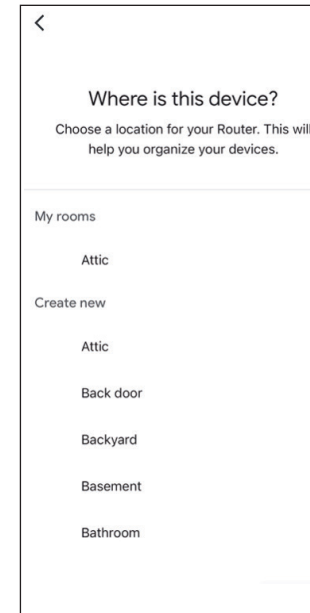 Where is this device?
Choose a location for your Router. This will
help you organize your devices.
My rooms
Attic
Create new
Attic
Back door
Backyard
Basement
Bathroom